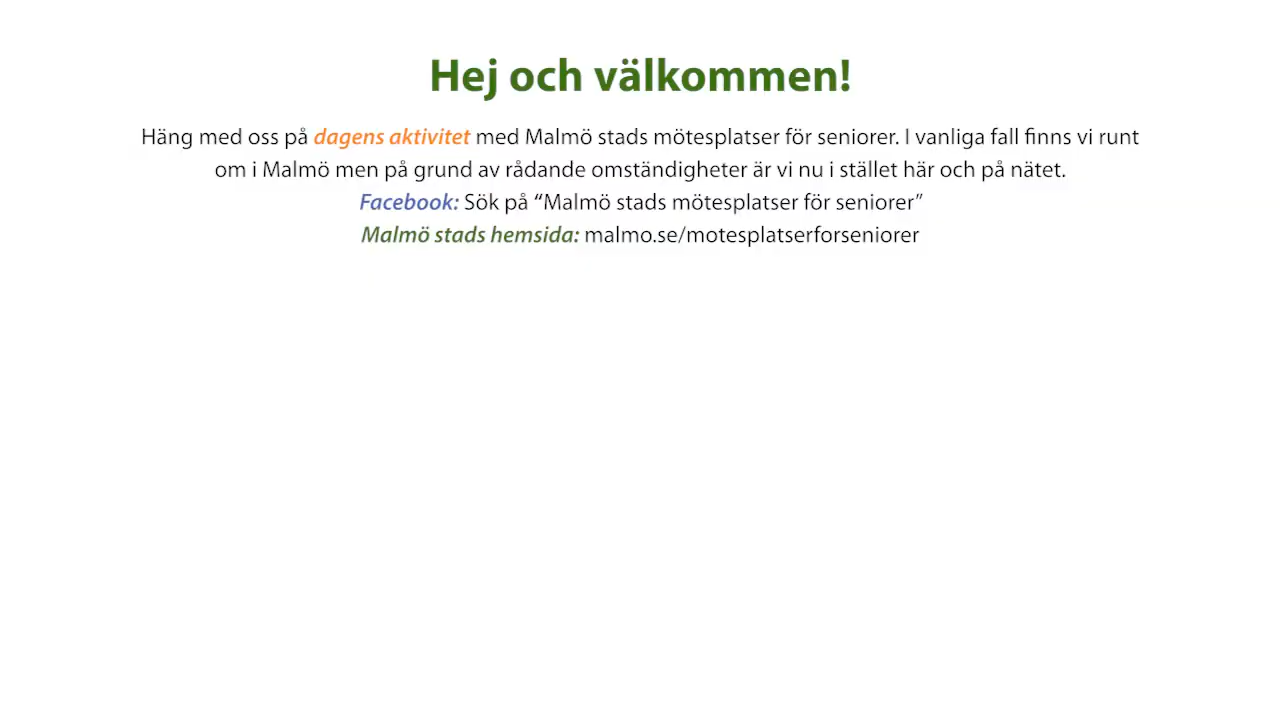 Hej och välkommen!
Häng med oss på dagens aktivitet med Malmö stads mötesplatser för seniorer. I vanliga fall finns vi runt
om i Malmö men på grund av rådande omständigheter är vi nu i stället här och på nätet.
Facebook: Sök på “Malmö stads mötesplatser för seniorer”
Malmö stads hemsida: malmo.se/motesplatserforseniorer